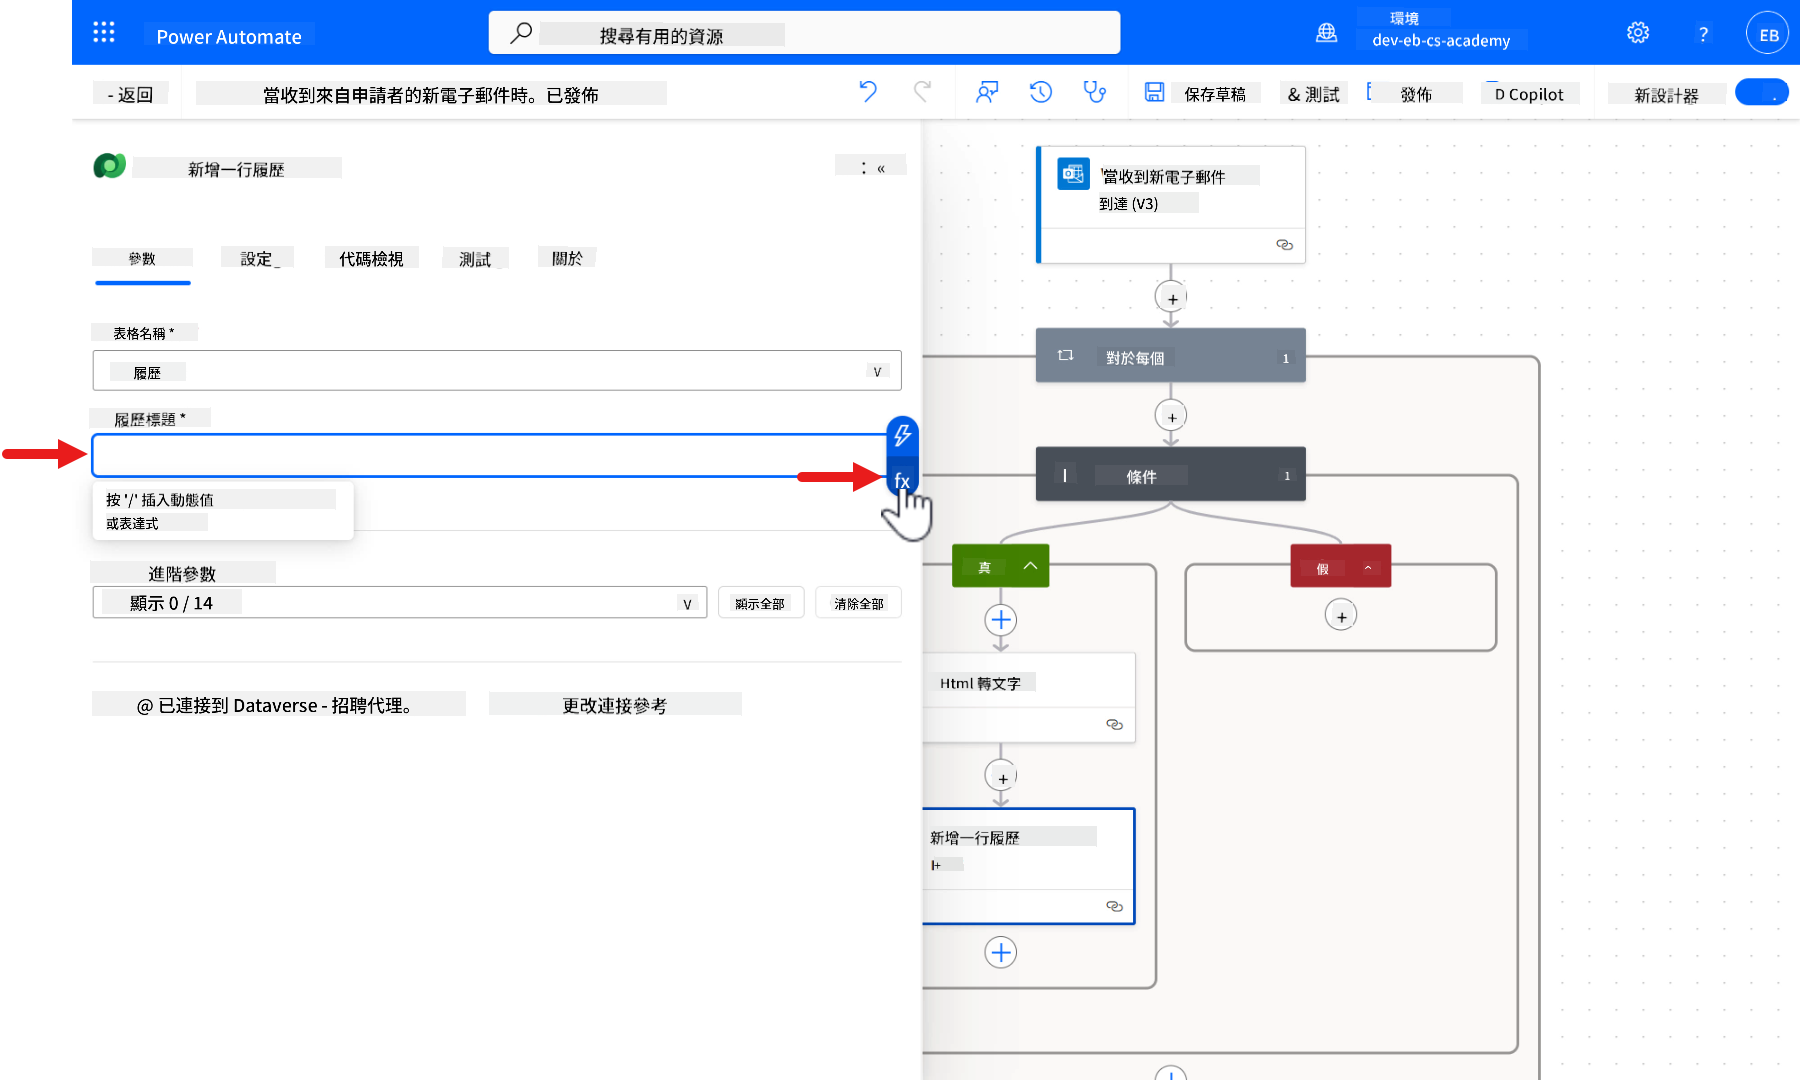 Power Automate
搜尋有用的資源
環境
dev-eb-cs-academy
?
EB
- 返回
當收到來自申請者的新電子郵件時。已發佈
保存草稿
& 測試
發佈
D Copilot
新設計器
新增一行履歷
: «
參數
設定_
代碼檢視
測試
關於
表格名稱 *
履歷
v
履歷標題 *
fx
按 '/' 插入動態值
或表達式
進階參數
顯示 0 / 14
v
顯示全部
清除全部
@ 已連接到 Dataverse - 招聘代理。
更改連接參考
'當收到新電子郵件
到達 (V3)
對於每個
1
條件
1
真
假
Html 轉文字
新增一行履歷